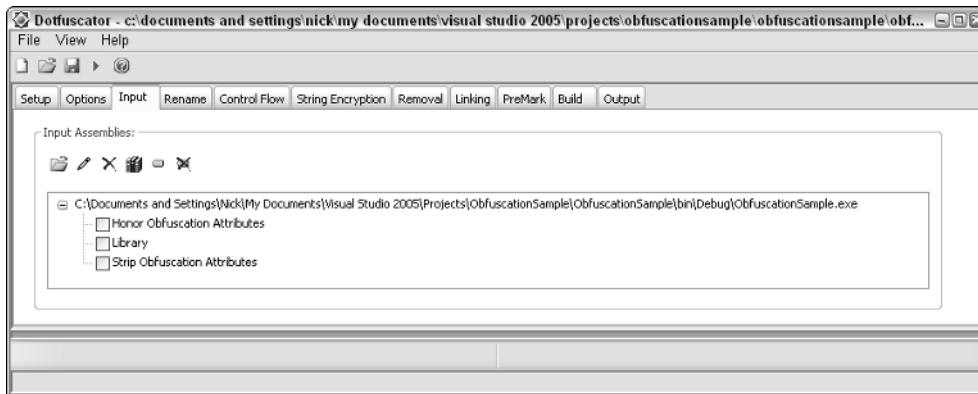 Dotfuscator - c:\documents and settings\nick\my documents\visual studio 2005\projects\obfuscationsample\obfuscationsample\obf...
File View Help
Setup Options Input Rename Control Flow String Encryption Removal Linking PreMark Build Output
Input Assemblies:
C:\Documents and Settings\Nick\My Documents\Visual Studio 2005\Projects\ObfuscationSample\ObfuscationSample\bin\Debug\ObfuscationSample.exe
Honor Obfuscation Attributes
Library
Strip Obfuscation Attributes